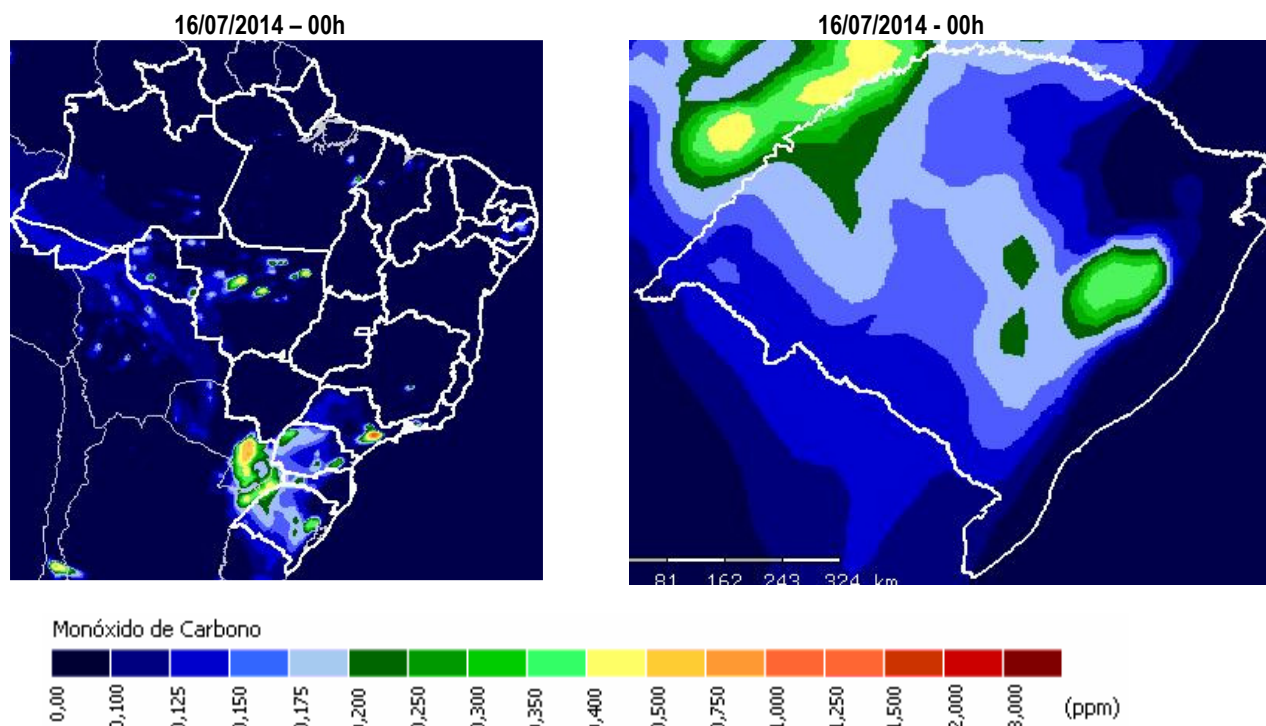 16/07/2014 – 00h
16/07/2014 - 00h
81 162 243 324 km
Monóxido de Carbono
0,00 0,100 0,125 0,150 0,175 0,200 0,250 0,300 0,350 0,400 0,500 0,750 1,000 1,250 1,500 2,000 3,000 (ppm)